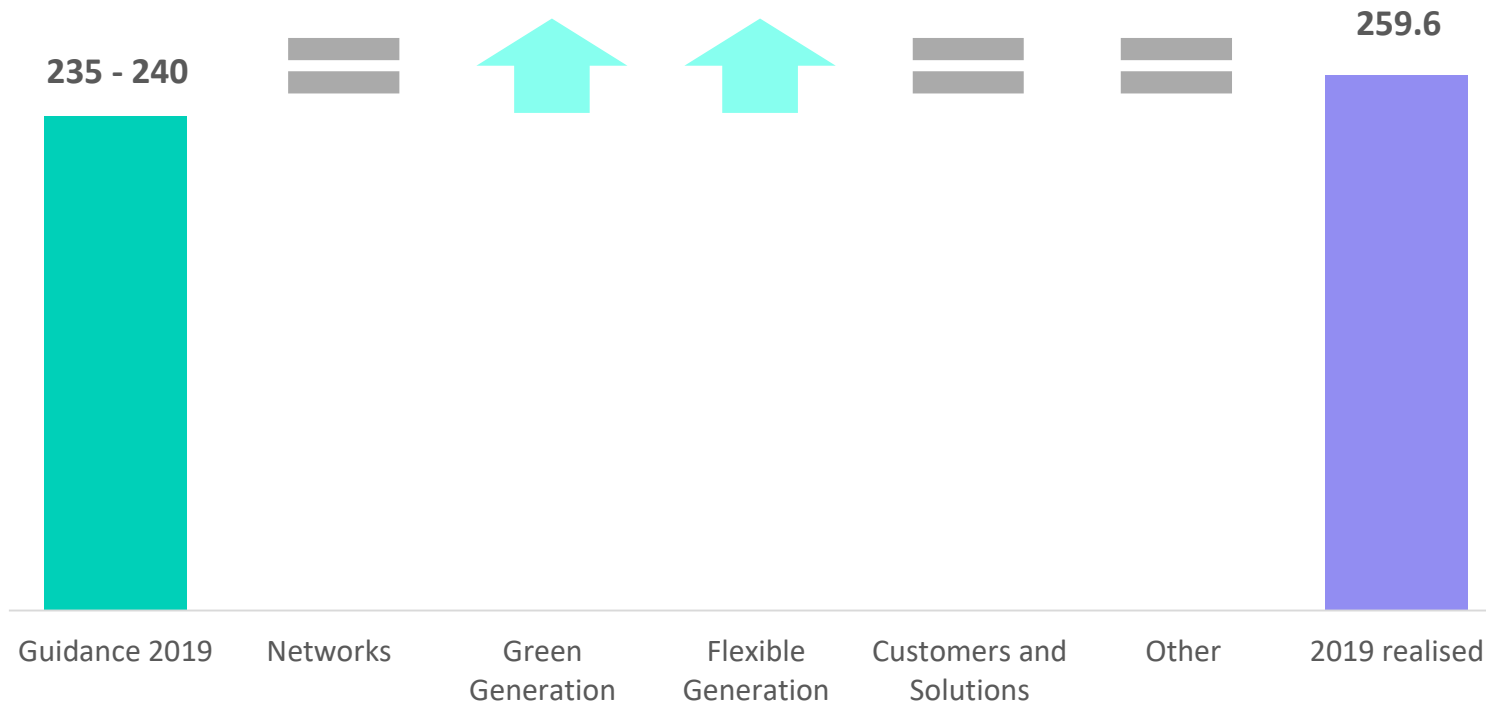 235 - 240
259.6
Guidance 2019
Networks
Green
Generation
Flexible
Generation
Customers and
Solutions
Other
2019 realised